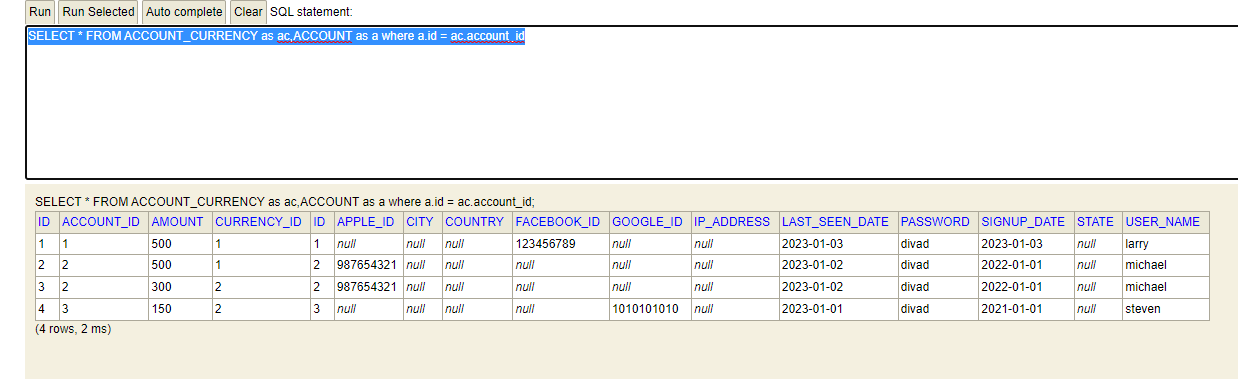 Run Run Selected Auto complete Clear SQL statement:
SELECT * FROM ACCOUNT_CURRENCY as ac,ACCOUNT as a where a.id = ac.account_id
SELECT * FROM ACCOUNT_CURRENCY as ac,ACCOUNT as a where a.id = ac.account_id;
ID ACCOUNT_ID AMOUNT CURRENCY_ID ID APPLE_ID CITY COUNTRY FACEBOOK_ID GOOGLE_ID IP_ADDRESS LAST_SEEN_DATE PASSWORD SIGNUP_DATE STATE USER_NAME
1 1 500 1 1 null null null 123456789 null null 2023-01-03 divad 2023-01-03 null larry
2 2 500 1 2 987654321 null null null null null 2023-01-02 divad 2022-01-01 null michael
3 2 300 2 2 987654321 null null null null null 2023-01-02 divad 2022-01-01 null michael
4 3 150 2 3 null null null null 1010101010 null 2023-01-01 divad 2021-01-01 null steven
(4 rows, 2 ms)